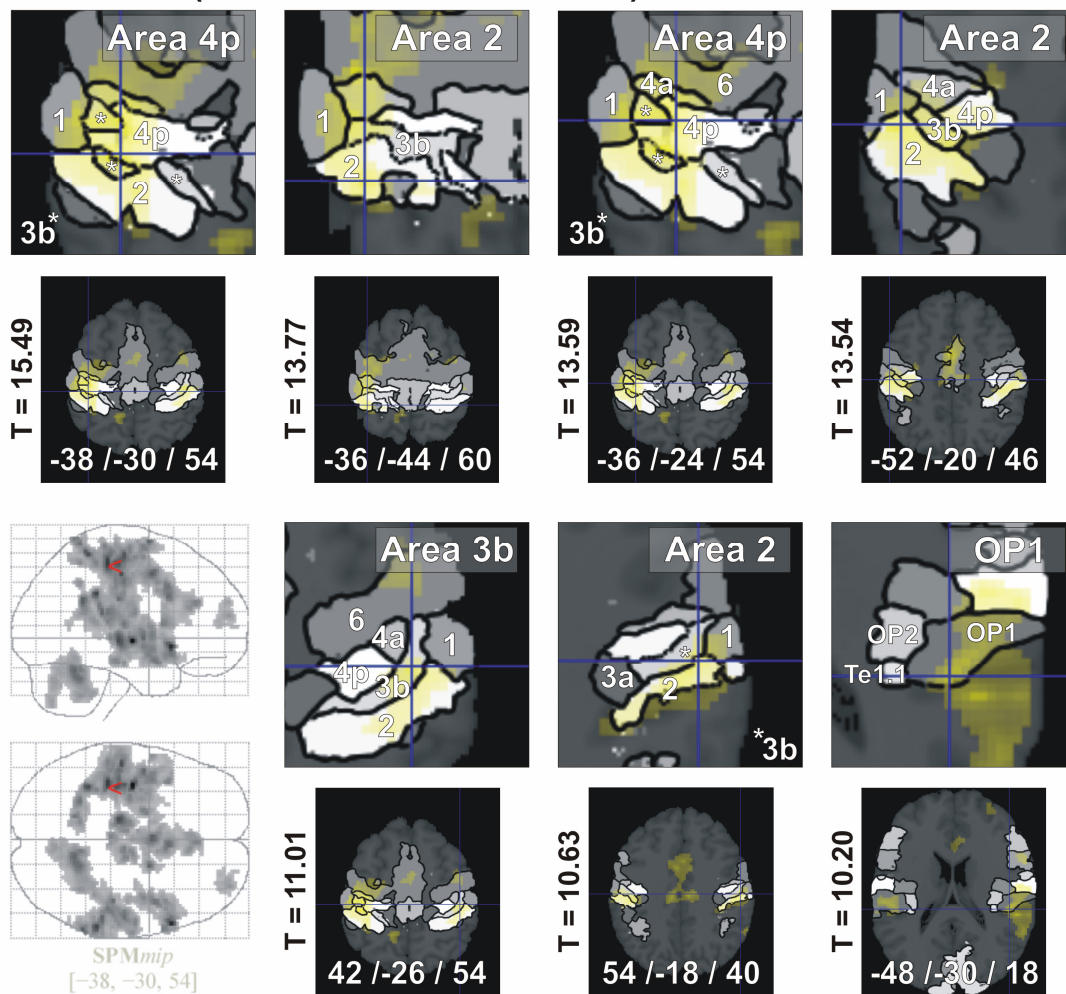 Area 4p
Area 2
Area 4p
Area 2
1
*
4p
*
*
2
3b*
3b
2
4a
6
1
*
4p
*
*
2
3b*
4a
1
4p
3b
2
T = 15.49
-38 /-30 / 54
T = 13.77
-36 /-44 / 60
T = 13.59
-36 /-24 / 54
T = 13.54
-52 /-20 / 46
<
<
SPMmip
[−38, −30, 54]
Area 3b
6
4a
1
4p
3b
2
Area 2
1
*
3a
2
*3b
OP1
OP2
OP1
Te1.1
T = 11.01
42 /-26 / 54
T = 10.63
54 /-18 / 40
T = 10.20
-48 /-30 / 18